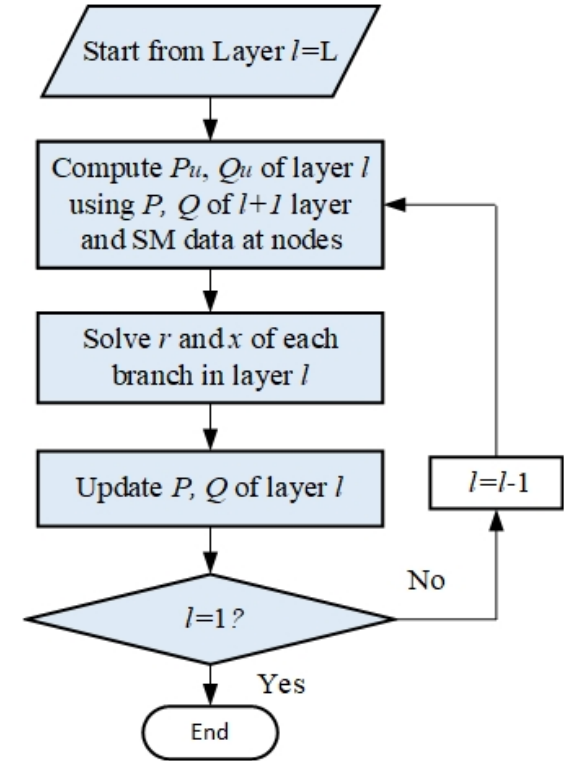 Start from Layer l=L
Compute Pu, Qu of layer l
using P, Q of l+1 layer
and SM data at nodes
Solve r and x of each
branch in layer l
Update P, Q of layer l
l=l-1
No
l=1?
Yes
End